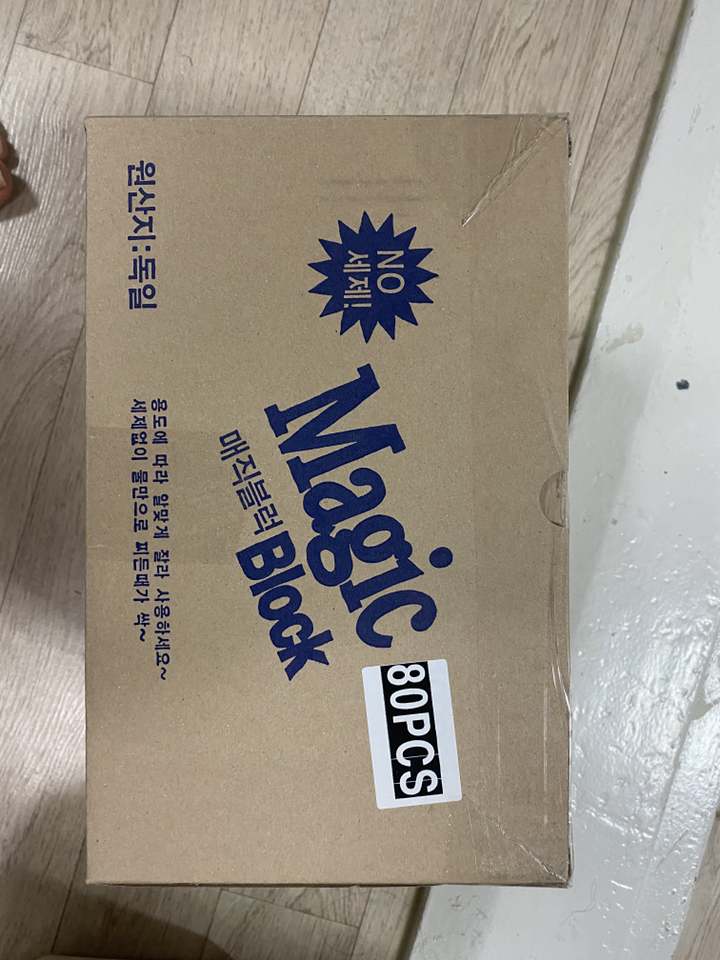 원산지:독일
NO
세제!
Magic
매직블럭 Block
80PCS
용도에 따라 알맞게 잘라 사용하세요~
세제없이 물만으로 찌든때가 싹~